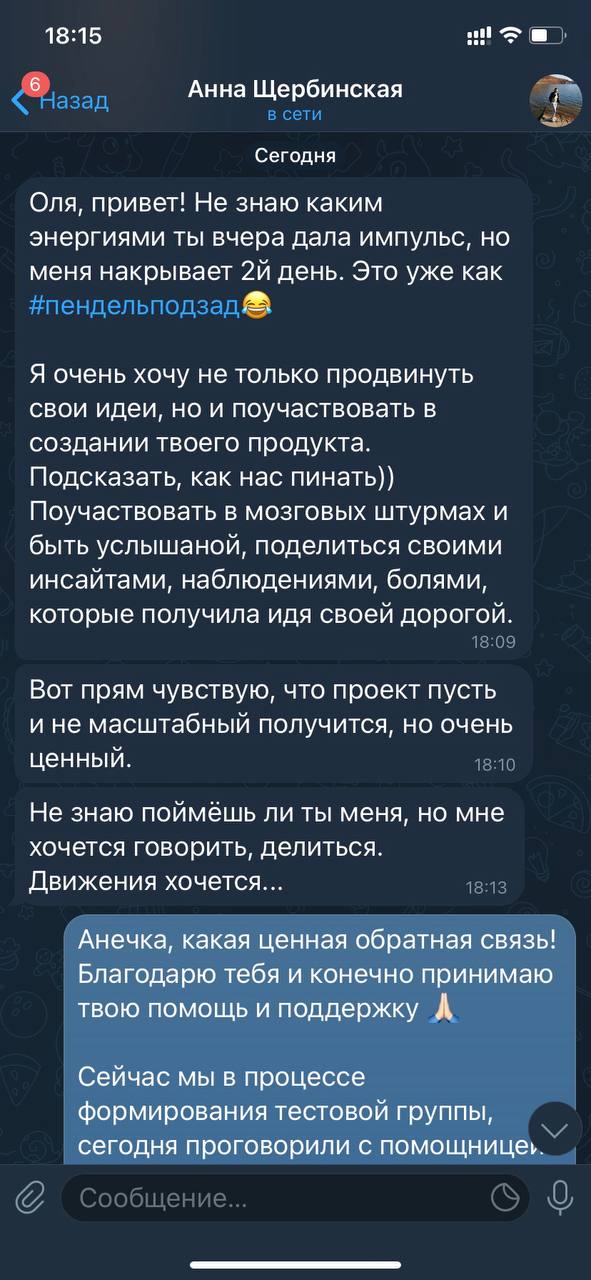 18:15
6
Назад
Анна Щербинская
в сети
Сегодня
Оля, привет! Не знаю каким
энергиями ты вчера дала импульс, но
меня накрывает 2й день. Это уже как
#пендельподзад😂
Я очень хочу не только продвинуть
свои идеи, но и поучаствовать в
создании твоего продукта.
Подсказать, как нас пинать))
Поучаствовать в мозговых штурмах и
быть услышаной, поделиться своими
инсайтами, наблюдениями, болями,
которые получила идя своей дорогой.
18:09
Вот прям чувствую, что проект пусть
и не масштабный получится, но очень
ценный.
18:10
Не знаю поймёшь ли ты меня, но мне
хочется говорить, делиться.
Движения хочется...
18:13
Анечка, какая ценная обратная связь!
Благодарю тебя и конечно принимаю
твою помощь и поддержку 🙏🏻
Сейчас мы в процессе
формирования тестовой группы,
сегодня проговорили с помощницей
Сообщение...